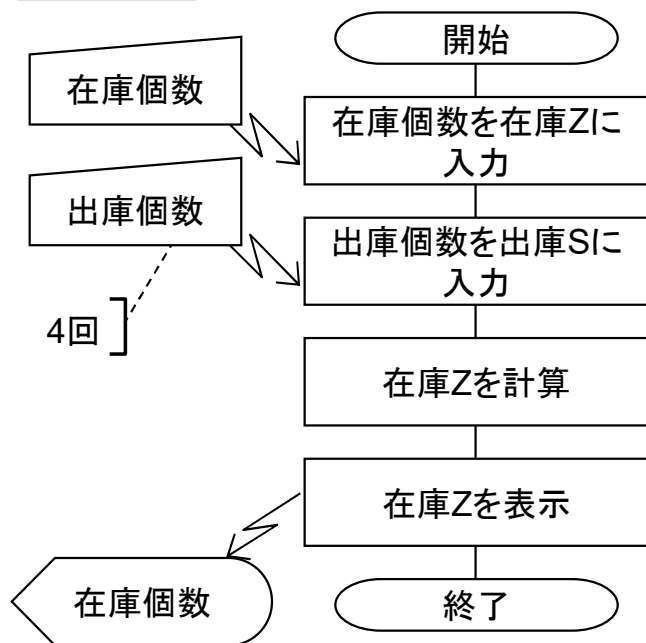 開始
在庫個数
在庫個数を在庫Zに
入力
出庫個数
出庫個数を出庫Sに
入力
4回
在庫Zを計算
在庫Zを表示
在庫個数
終了